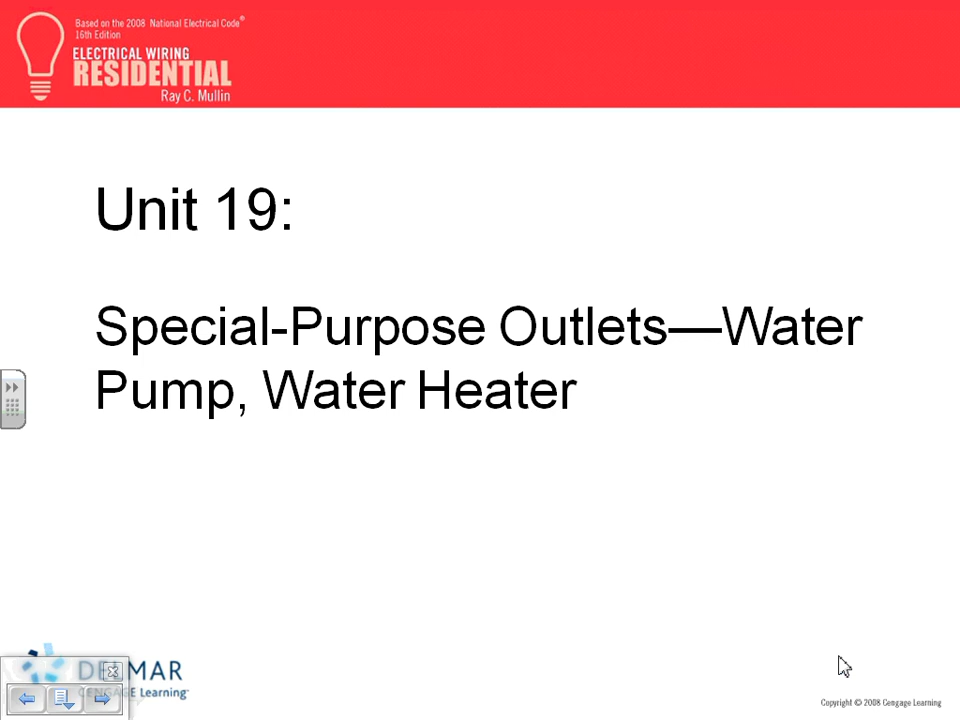 Based on the 2008 National Electrical Code®
16th Edition
ELECTRICAL WIRING
RESIDENTIAL
Ray C. Mullin
Unit 19:
Special-Purpose Outlets—Water
Pump, Water Heater
DELMAR
CENGAGE Learning
Copyright © 2008 Cengage Learning